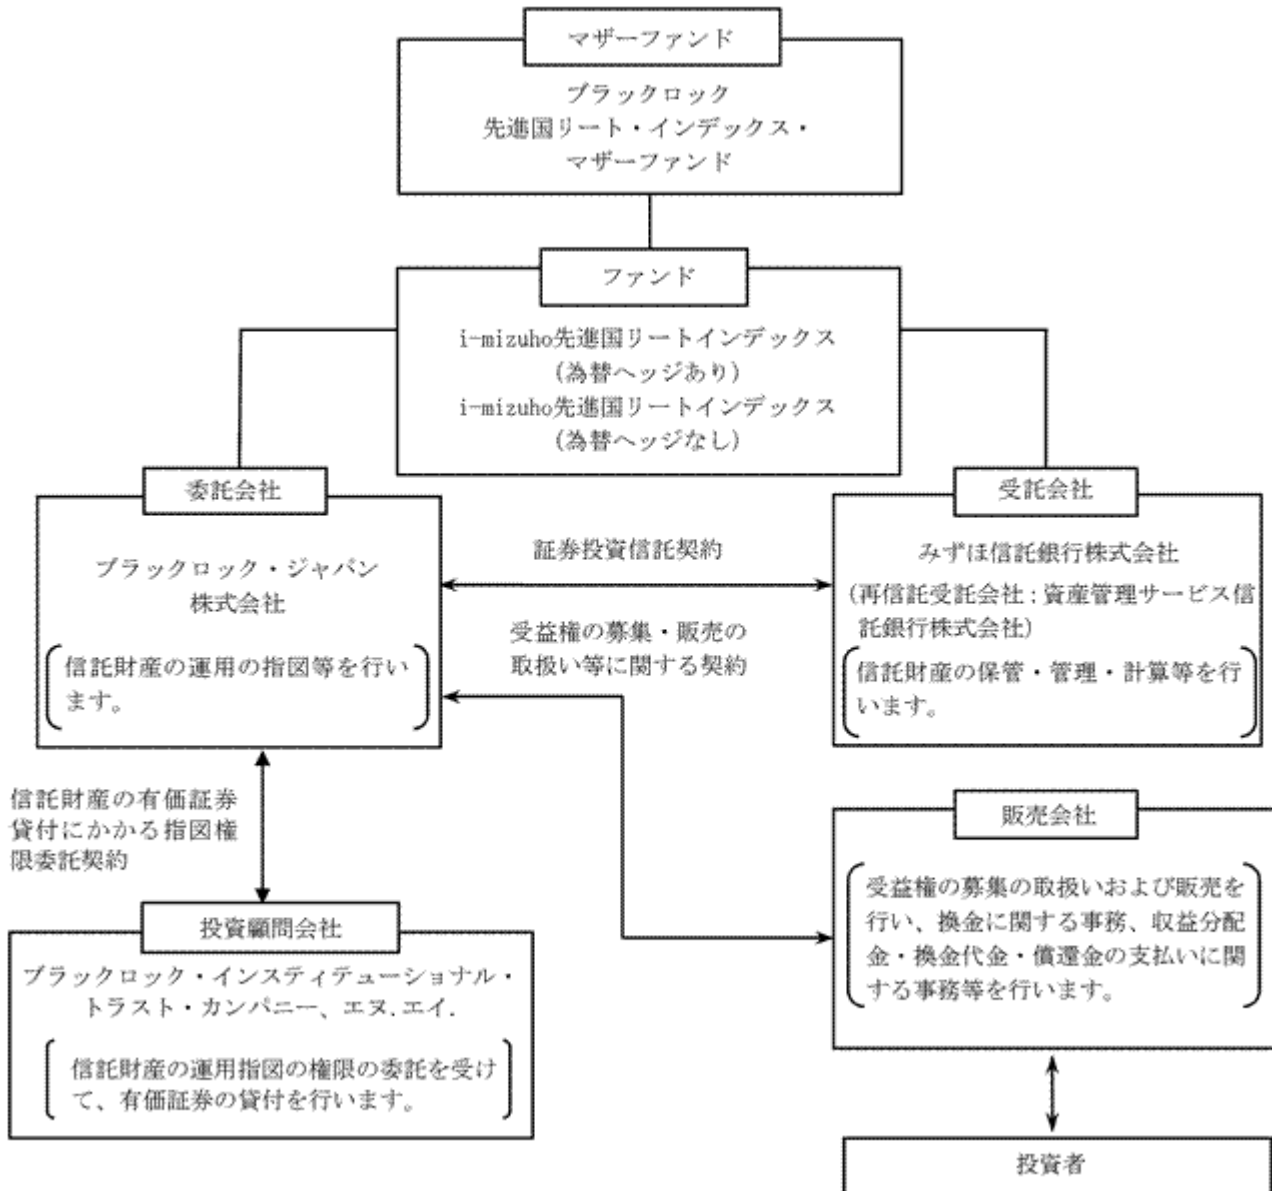 マザーファンド
ブラックロック
先進国リート・インデックス・
マザーファンド
ファンド
i-mizuho先進国リートインデックス
(為替ヘッジあり)
i-mizuho先進国リートインデックス
(為替ヘッジなし)
委託会社
ブラックロック・ジャパン
株式会社
信託財産の運用の指図等を行い
ます。
証券投資信託契約
受益権の募集・販売の
取扱い等に関する契約
受託会社
みずほ信託銀行株式会社
(再信託受託会社:資産管理サービス信
託銀行株式会社)
信託財産の保管・管理・計算等を行
います。
信託財産の有価証券
貸付にかかる指図権
限委託契約
販売会社
受益権の募集の取扱いおよび販売を
行い、換金に関する事務、収益分配
金・換金代金・償還金の支払いに関
する事務等を行います。
投資顧問会社
ブラックロック・インスティテューショナル・
トラスト・カンパニー、エヌ.エイ.
信託財産の運用指図の権限の委託を受け
て、有価証券の貸付を行います。
投資者